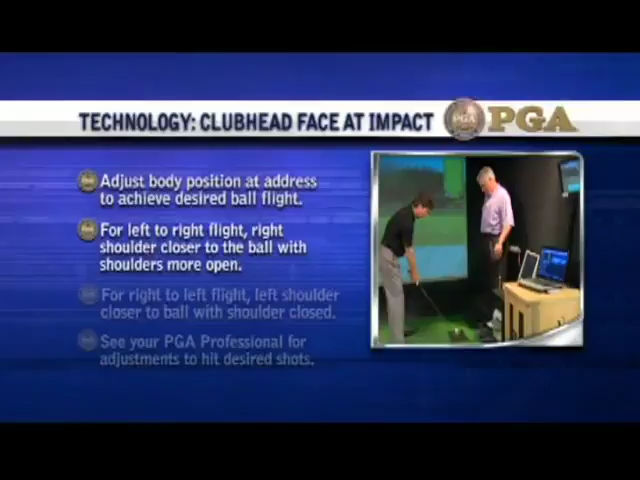 TECHNOLOGY: CLUBHEAD FACE AT IMPACT PGA
Adjust body position at address
to achieve desired ball flight.
For left to right flight, right
shoulder closer to the ball with
shoulders more open.
For right to left flight, left shoulder
closer to ball with shoulder closed.
See your PGA Professional for
adjustments to hit desired shots.